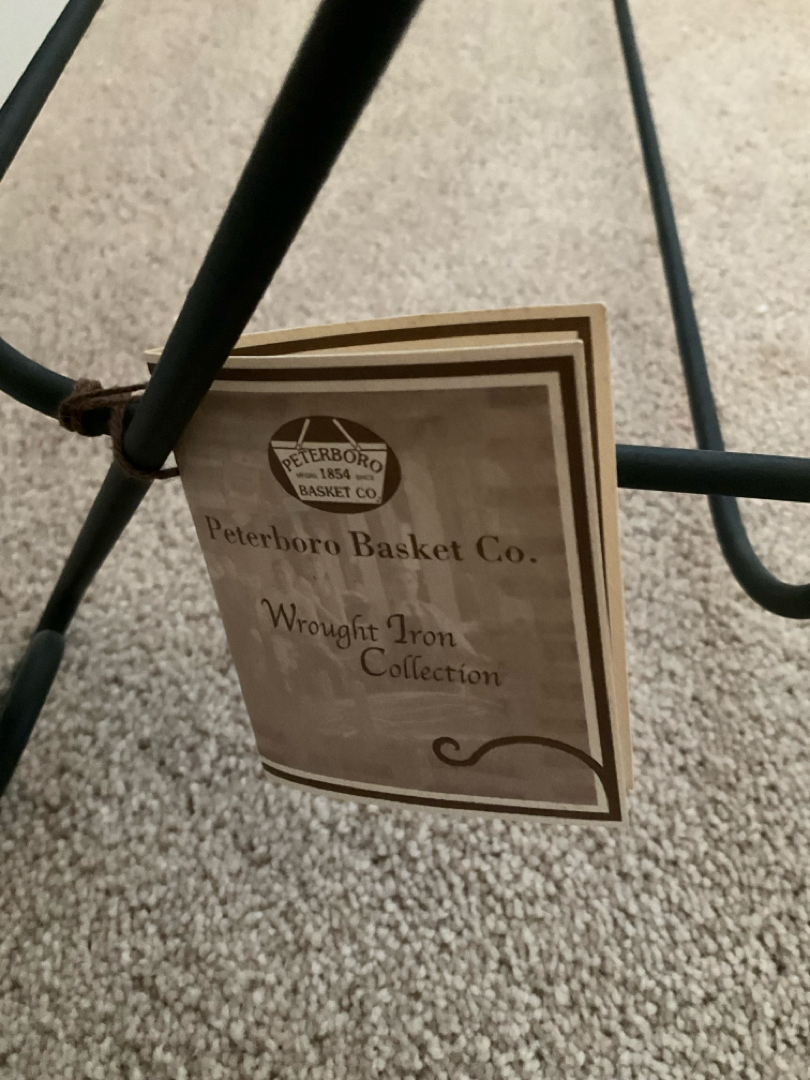 PETERBORO
1854
BASKET CO.
Peterboro Basket Co.
Wrought Iron
Collection